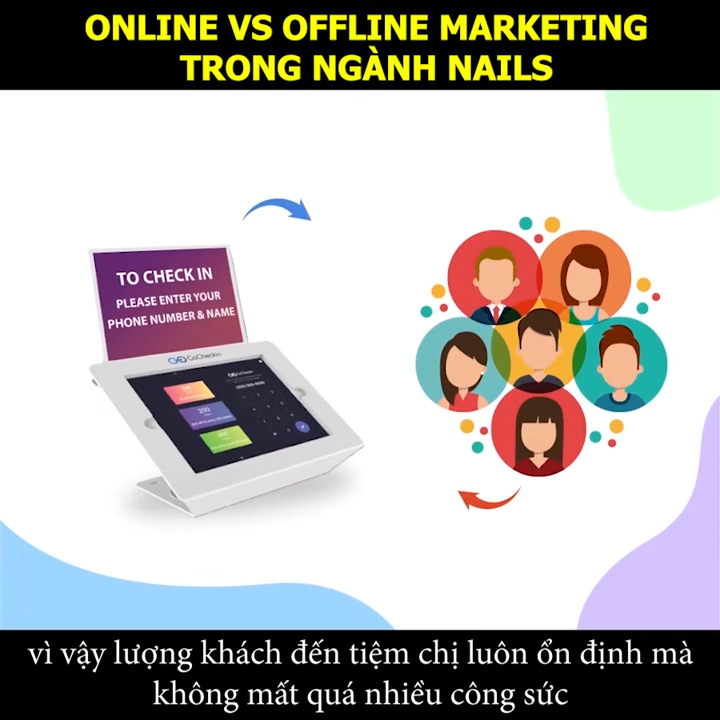 ONLINE VS OFFLINE MARKETING
TRONG NGÀNH NAILS
TO CHECK IN
PLEASE ENTER YOUR
PHONE NUMBER & NAME
GoCheckin
200
vì vậy lượng khách đến tiệm chị luôn ổn định mà
không mất quá nhiều công sức